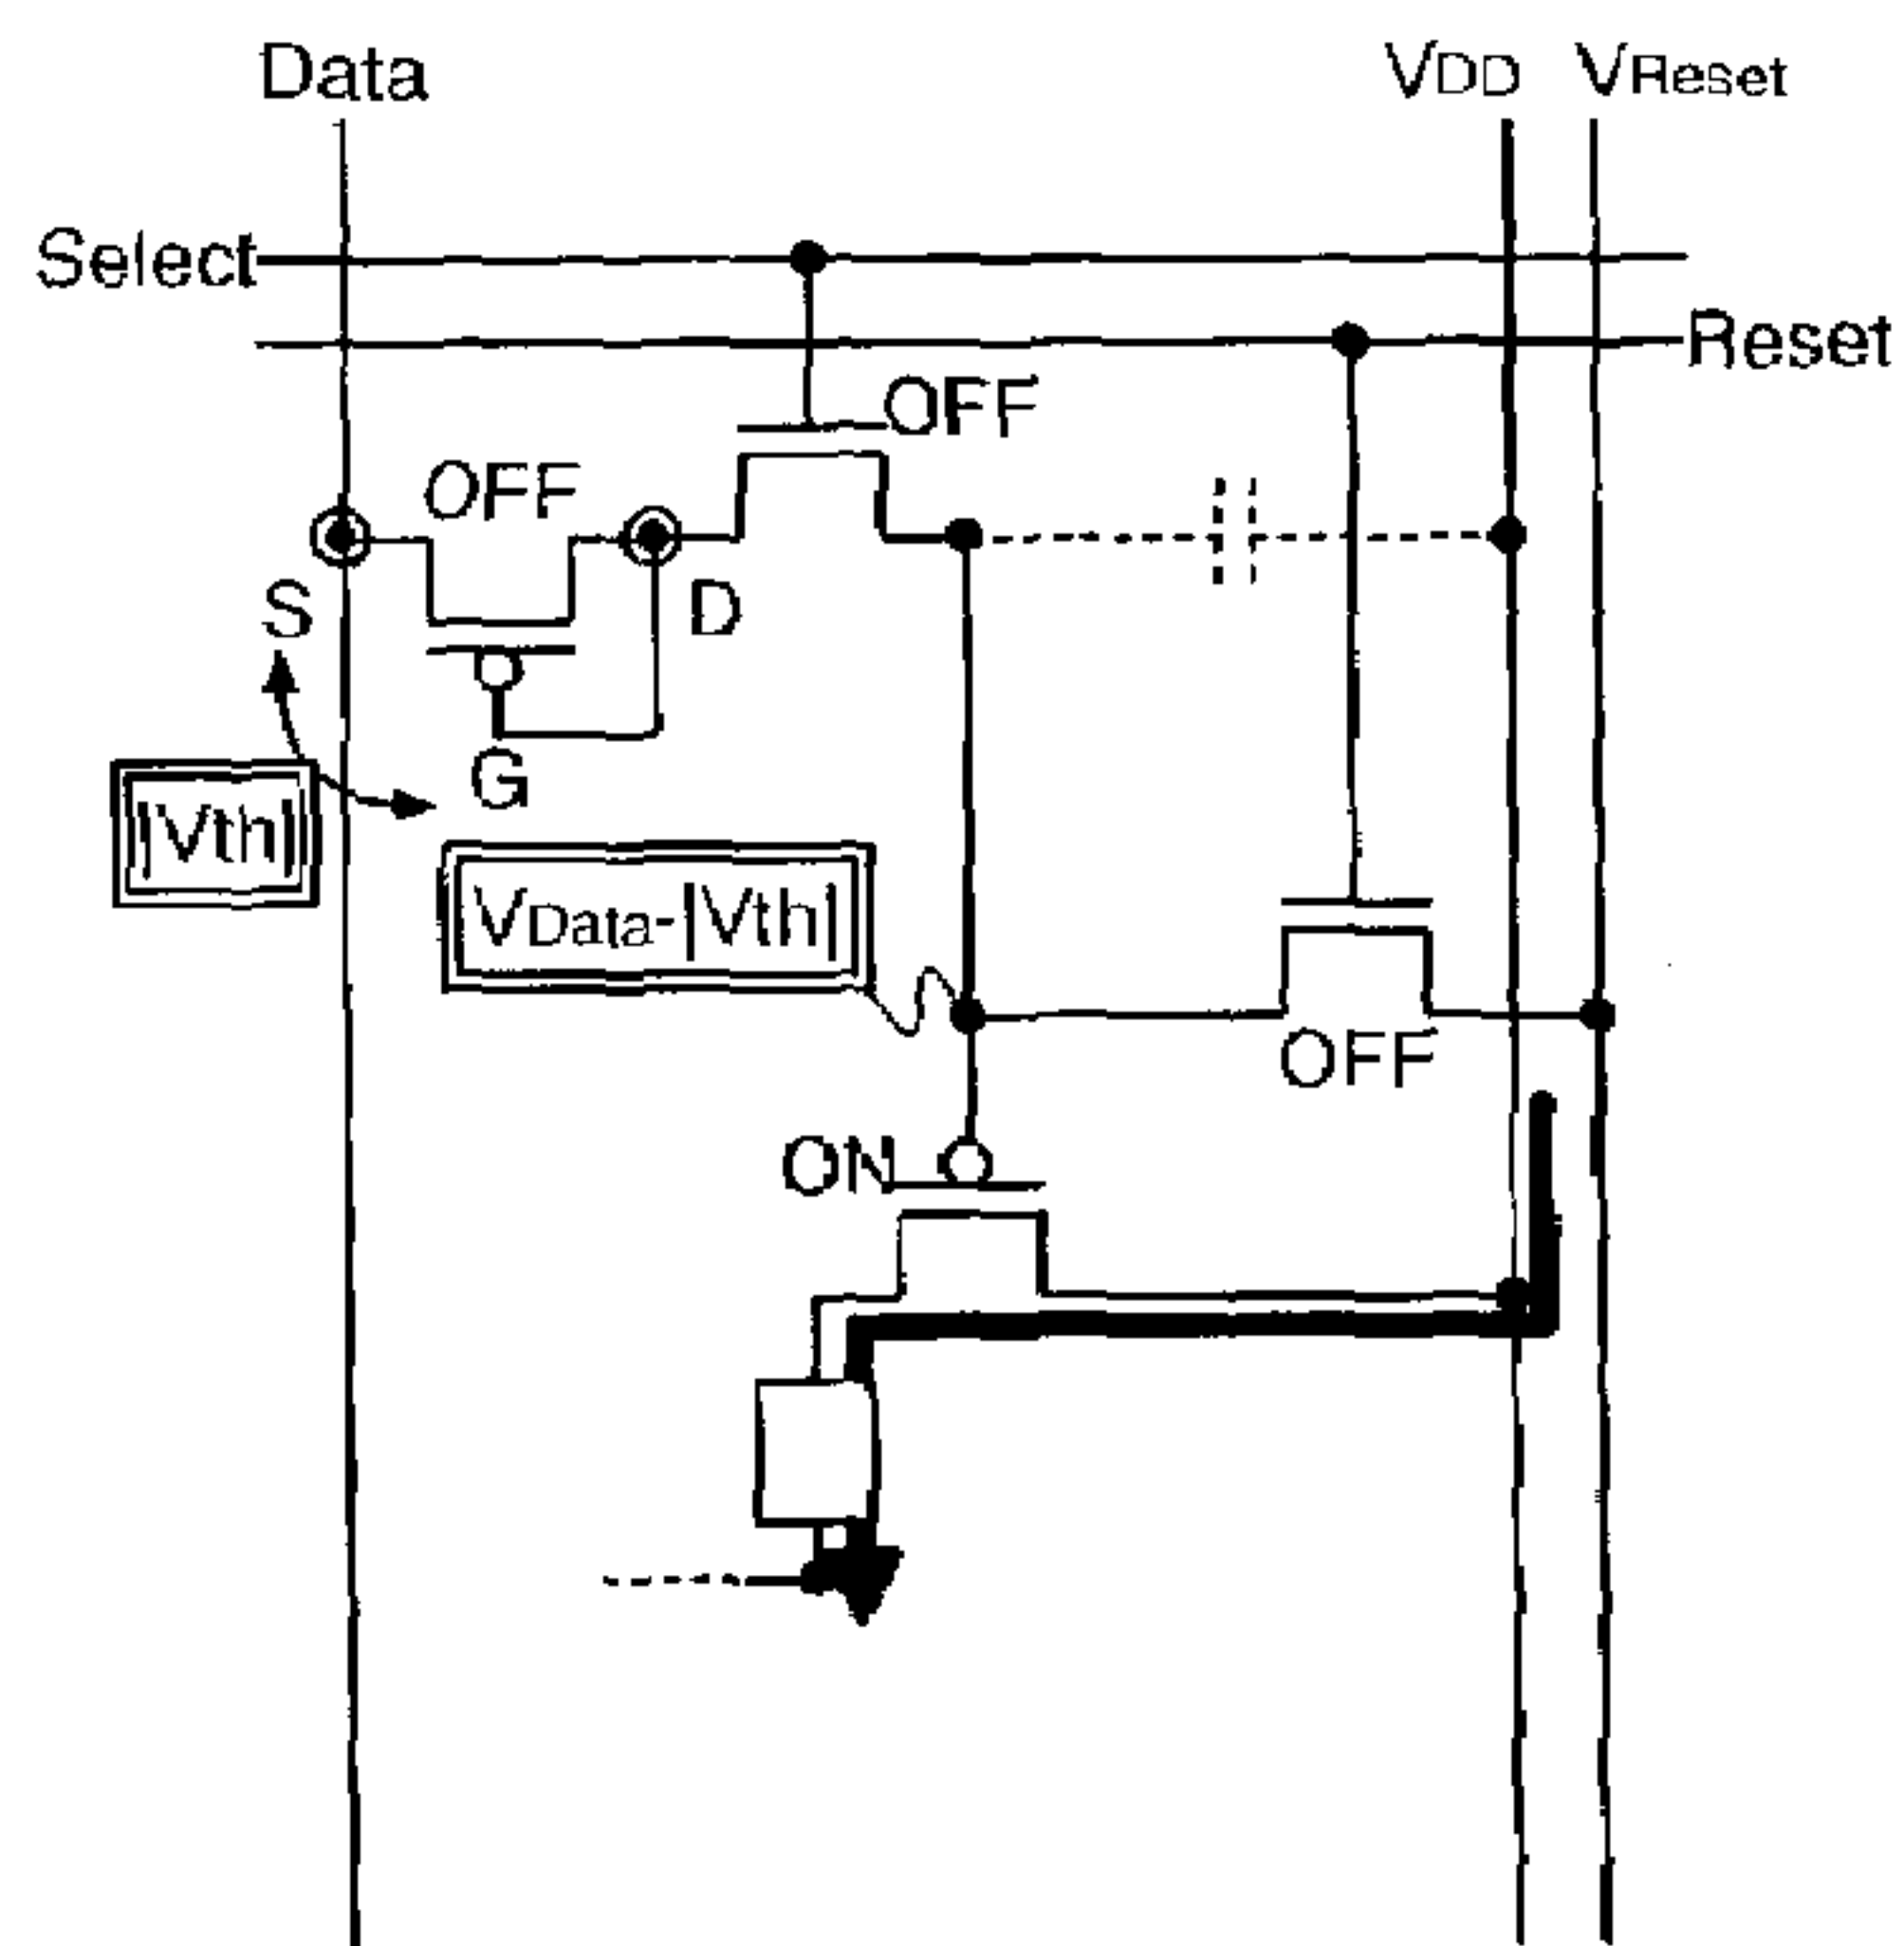 Data
VDD
VReset
Select
Reset
OFF
OFF
S
D
G
|Vth|
VData-|Vth|
OFF
ON